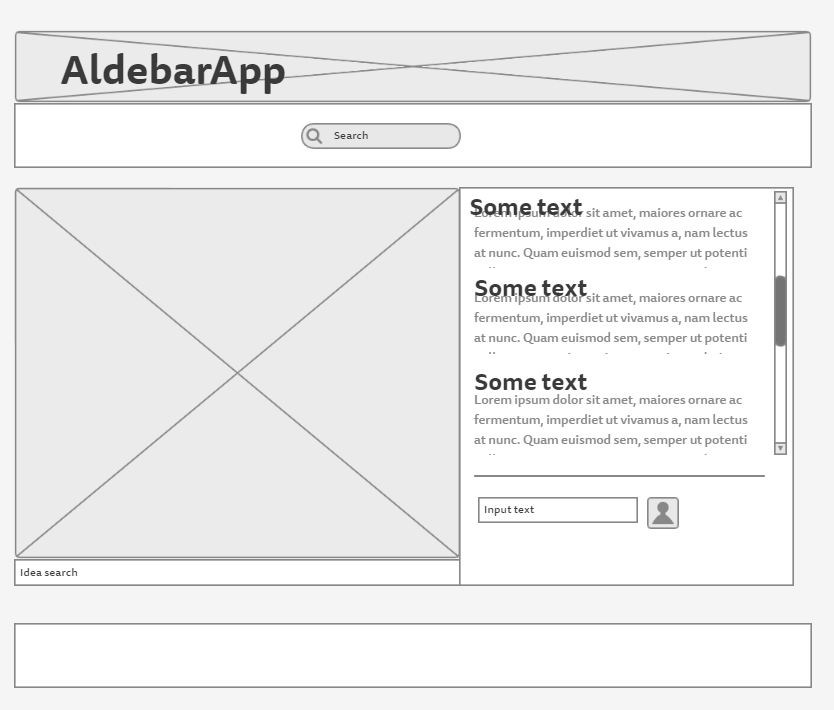 AldebarApp
Search
Some text
Lorem ipsum dolor sit amet, maiores ornare ac
fermentum, imperdiet ut vivamus a, nam lectus
at nunc. Quam euismod sem, semper ut potenti
Some text
Lorem ipsum dolor sit amet, maiores ornare ac
fermentum, imperdiet ut vivamus a, nam lectus
at nunc. Quam euismod sem, semper ut potenti
Some text
Lorem ipsum dolor sit amet, maiores ornare ac
fermentum, imperdiet ut vivamus a, nam lectus
at nunc. Quam euismod sem, semper ut potenti
Input text
Idea search